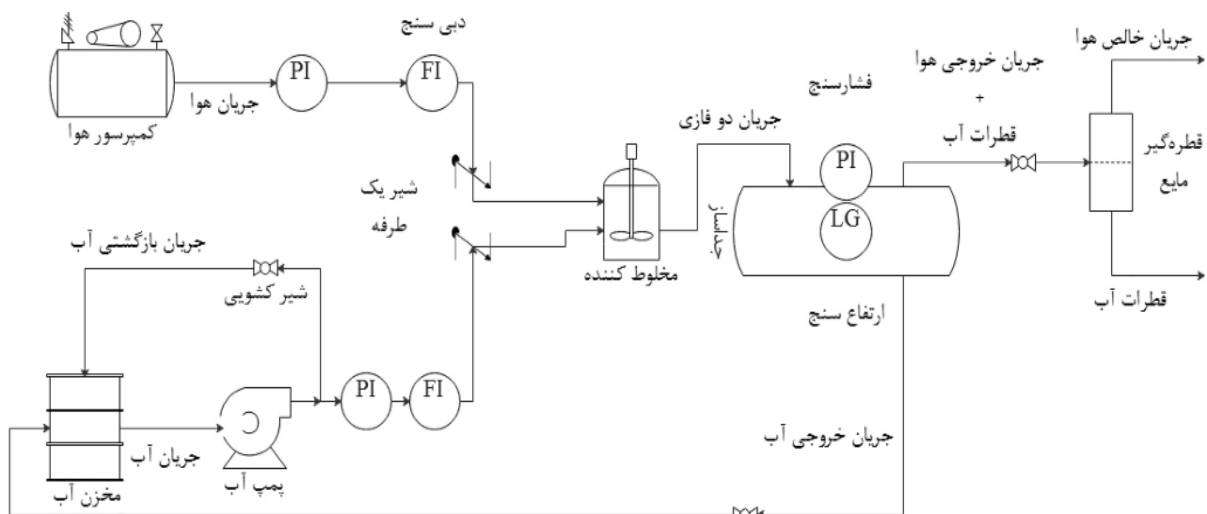 دبی سنج
PI
FI
جریان هوا
کمپرسور هوا
شیر یک
طرفه
جریان دو فازی
فشارسنج
PI
LG
جداساز
جریان خروجی هوا
+
قطرات آب
جریان خالص هوا
قطره‌گیر
مایع
قطرات آب
مخلوط کننده
ارتفاع سنج
جریان بازگشتی آب
شیر کشویی
PI
FI
جریان آب
پمپ آب
مخزن آب
جریان خروجی آب